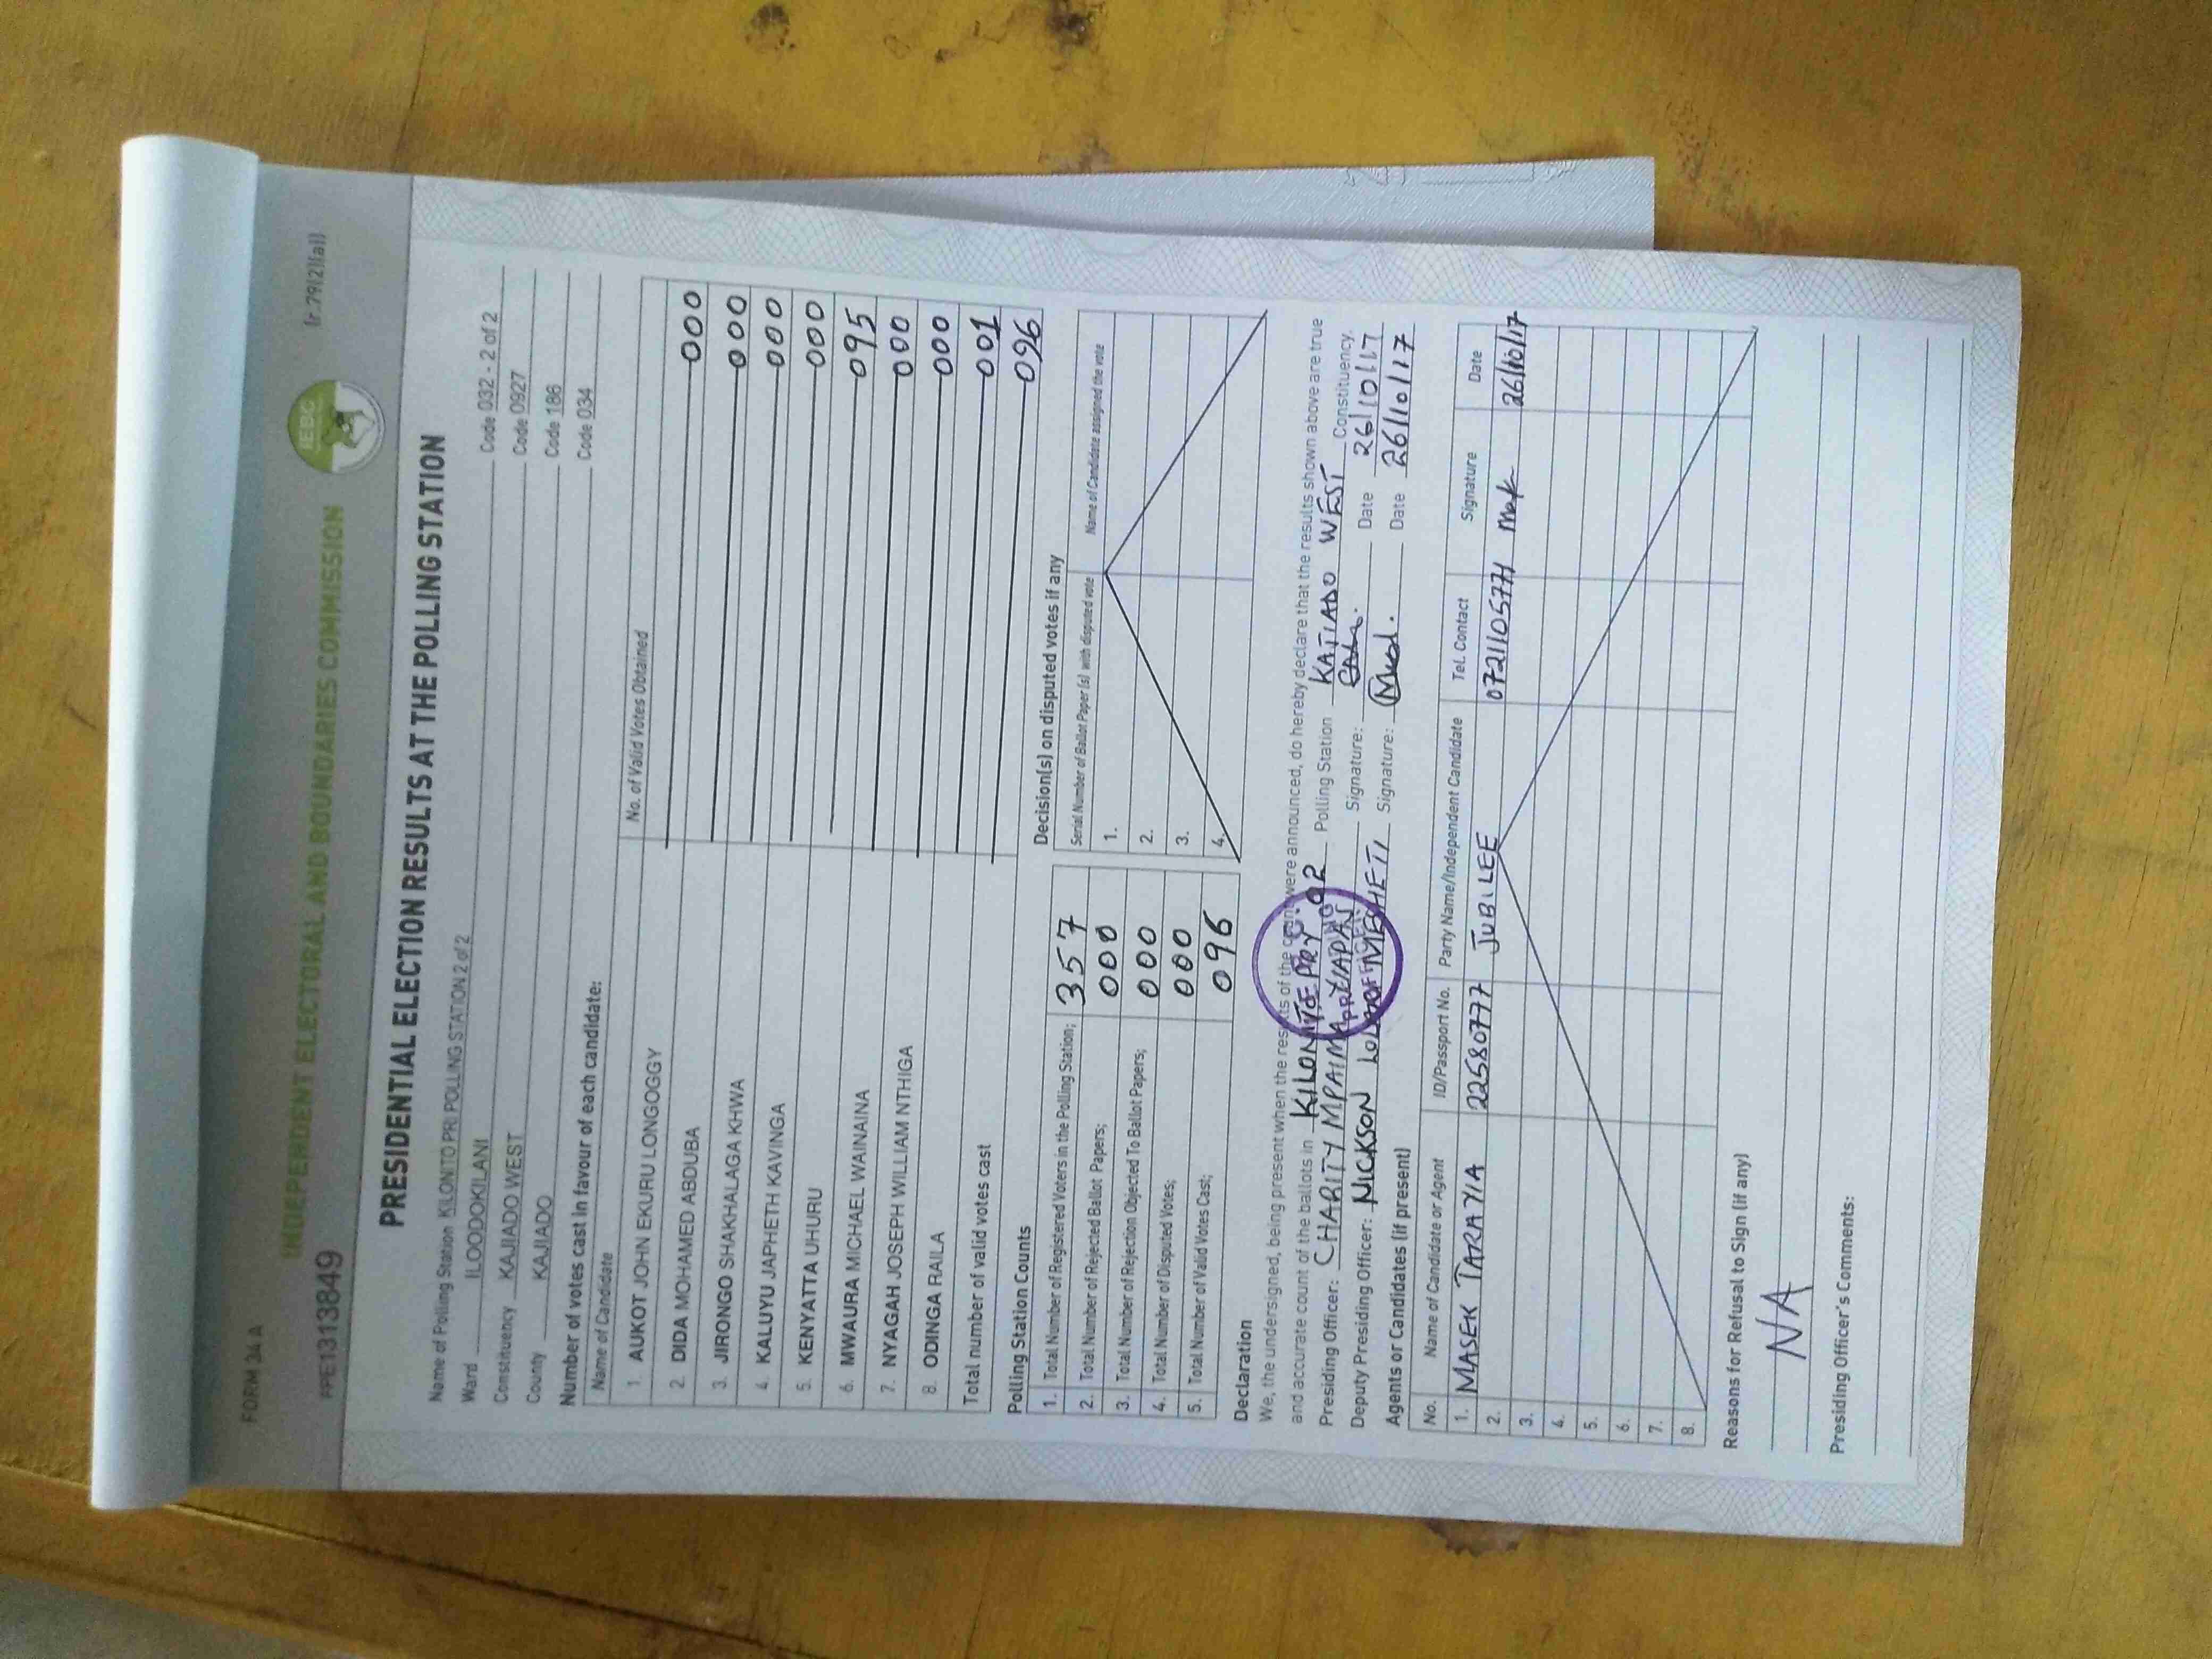 FORM 34 A
(r.79(2)(a))
INDEPENDENT ELECTORAL AND BOUNDARIES COMMISSION
IEBC
PRESIDENTIAL ELECTION RESULTS AT THE POLLING STATION
Name of Polling Station KILONITO PRI POLLING STATION 2 of 2 Code 032 - 2 of 2
Ward ILOODOKILANI Code 0927
Constituency KAJIADO WEST Code 186
County KAJIADO Code 034
Number of votes cast in favour of each candidate:
Name of Candidate No. of Valid Votes Obtained
1. AUKOT JOHN EKURU LONGOGGY 000
2. DIDA MOHAMED ABDUBA 000
3. JIRONGO SHAKHALAGA KHWA 000
4. KALUYU JAPHETH KAVINGA 000
5. KENYATTA UHURU 095
6. MWAURA MICHAEL WAINAINA 000
7. NYAGAH JOSEPH WILLIAM NTHIGA 000
8. ODINGA RAILA 001
Total number of valid votes cast 096
Polling Station Counts
1. Total Number of Registered Voters in the Polling Station; 357
2. Total Number of Rejected Ballot Papers; 000
3. Total Number of Rejection Objected To Ballot Papers; 000
4. Total Number of Disputed Votes; 000
5. Total Number of Valid Votes Cast; 096
Decision(s) on disputed votes if any
Serial Number of Ballot Paper (s) with disputed vote Name of Candidate assigned the vote
1.
2.
3.
4.
Declaration
We, the undersigned, being present when the results of the count were announced, do hereby declare that the results shown above are true
and accurate count of the ballots in KILONITO PRY 02 Polling Station KAJIADO WEST Constituency.
Presiding Officer: CHARITY MPAIMA Signature: Date 26/10/17
Deputy Presiding Officer: NICKSON Signature: Date 26/10/17
Agents or Candidates (if present)
No. Name of Candidate or Agent ID/Passport No. Party Name/Independent Candidate Tel. Contact Signature Date
1. MASEK TARAYIA 22580777 JUBILEE 0721105771 26/10/17
2.
3.
4.
5.
6.
7.
8.
Reasons for Refusal to Sign (if any)
NA
Presiding Officer's Comments: